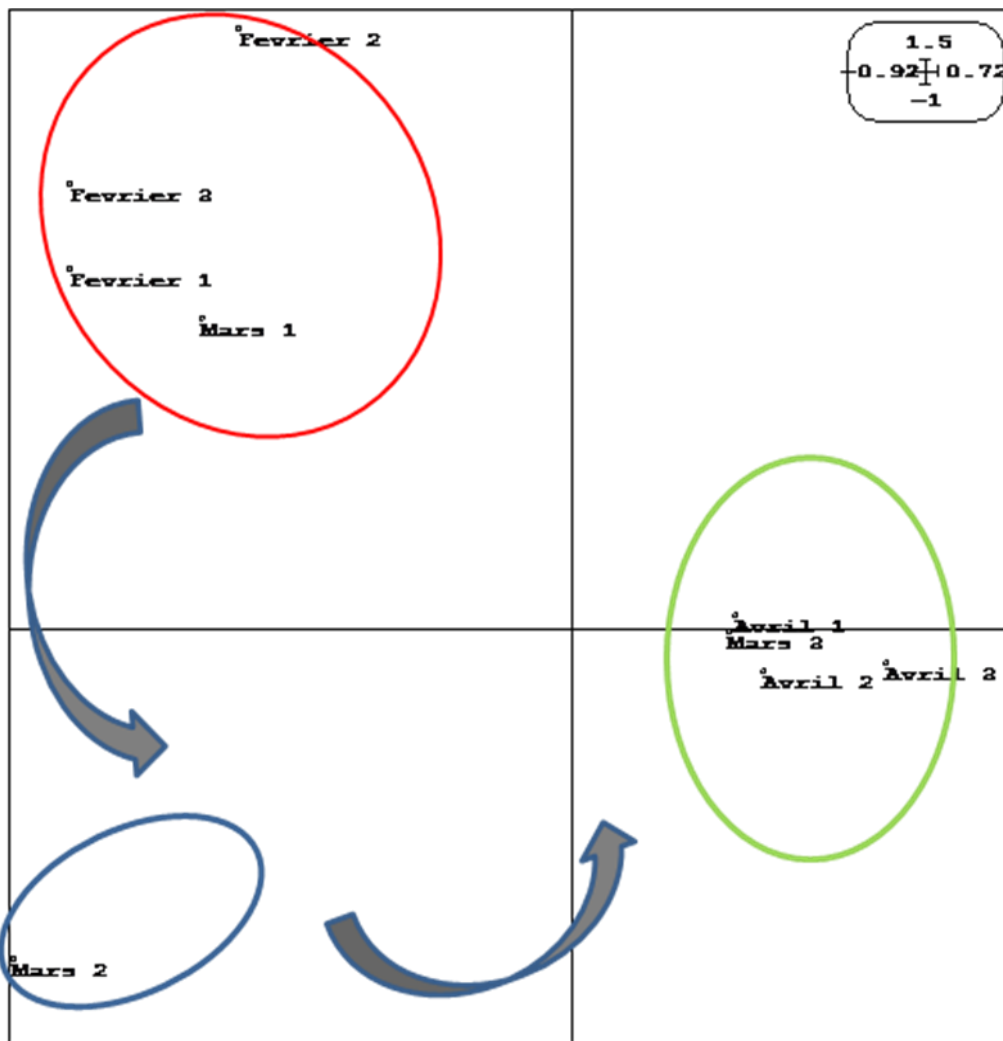 Fevrier 2
1.5
-0.92 0.72
-1
Fevrier 3
Fevrier 1
Mars 1
Avril 1
Mars 3
Avril 2
Avril 3
Mars 2